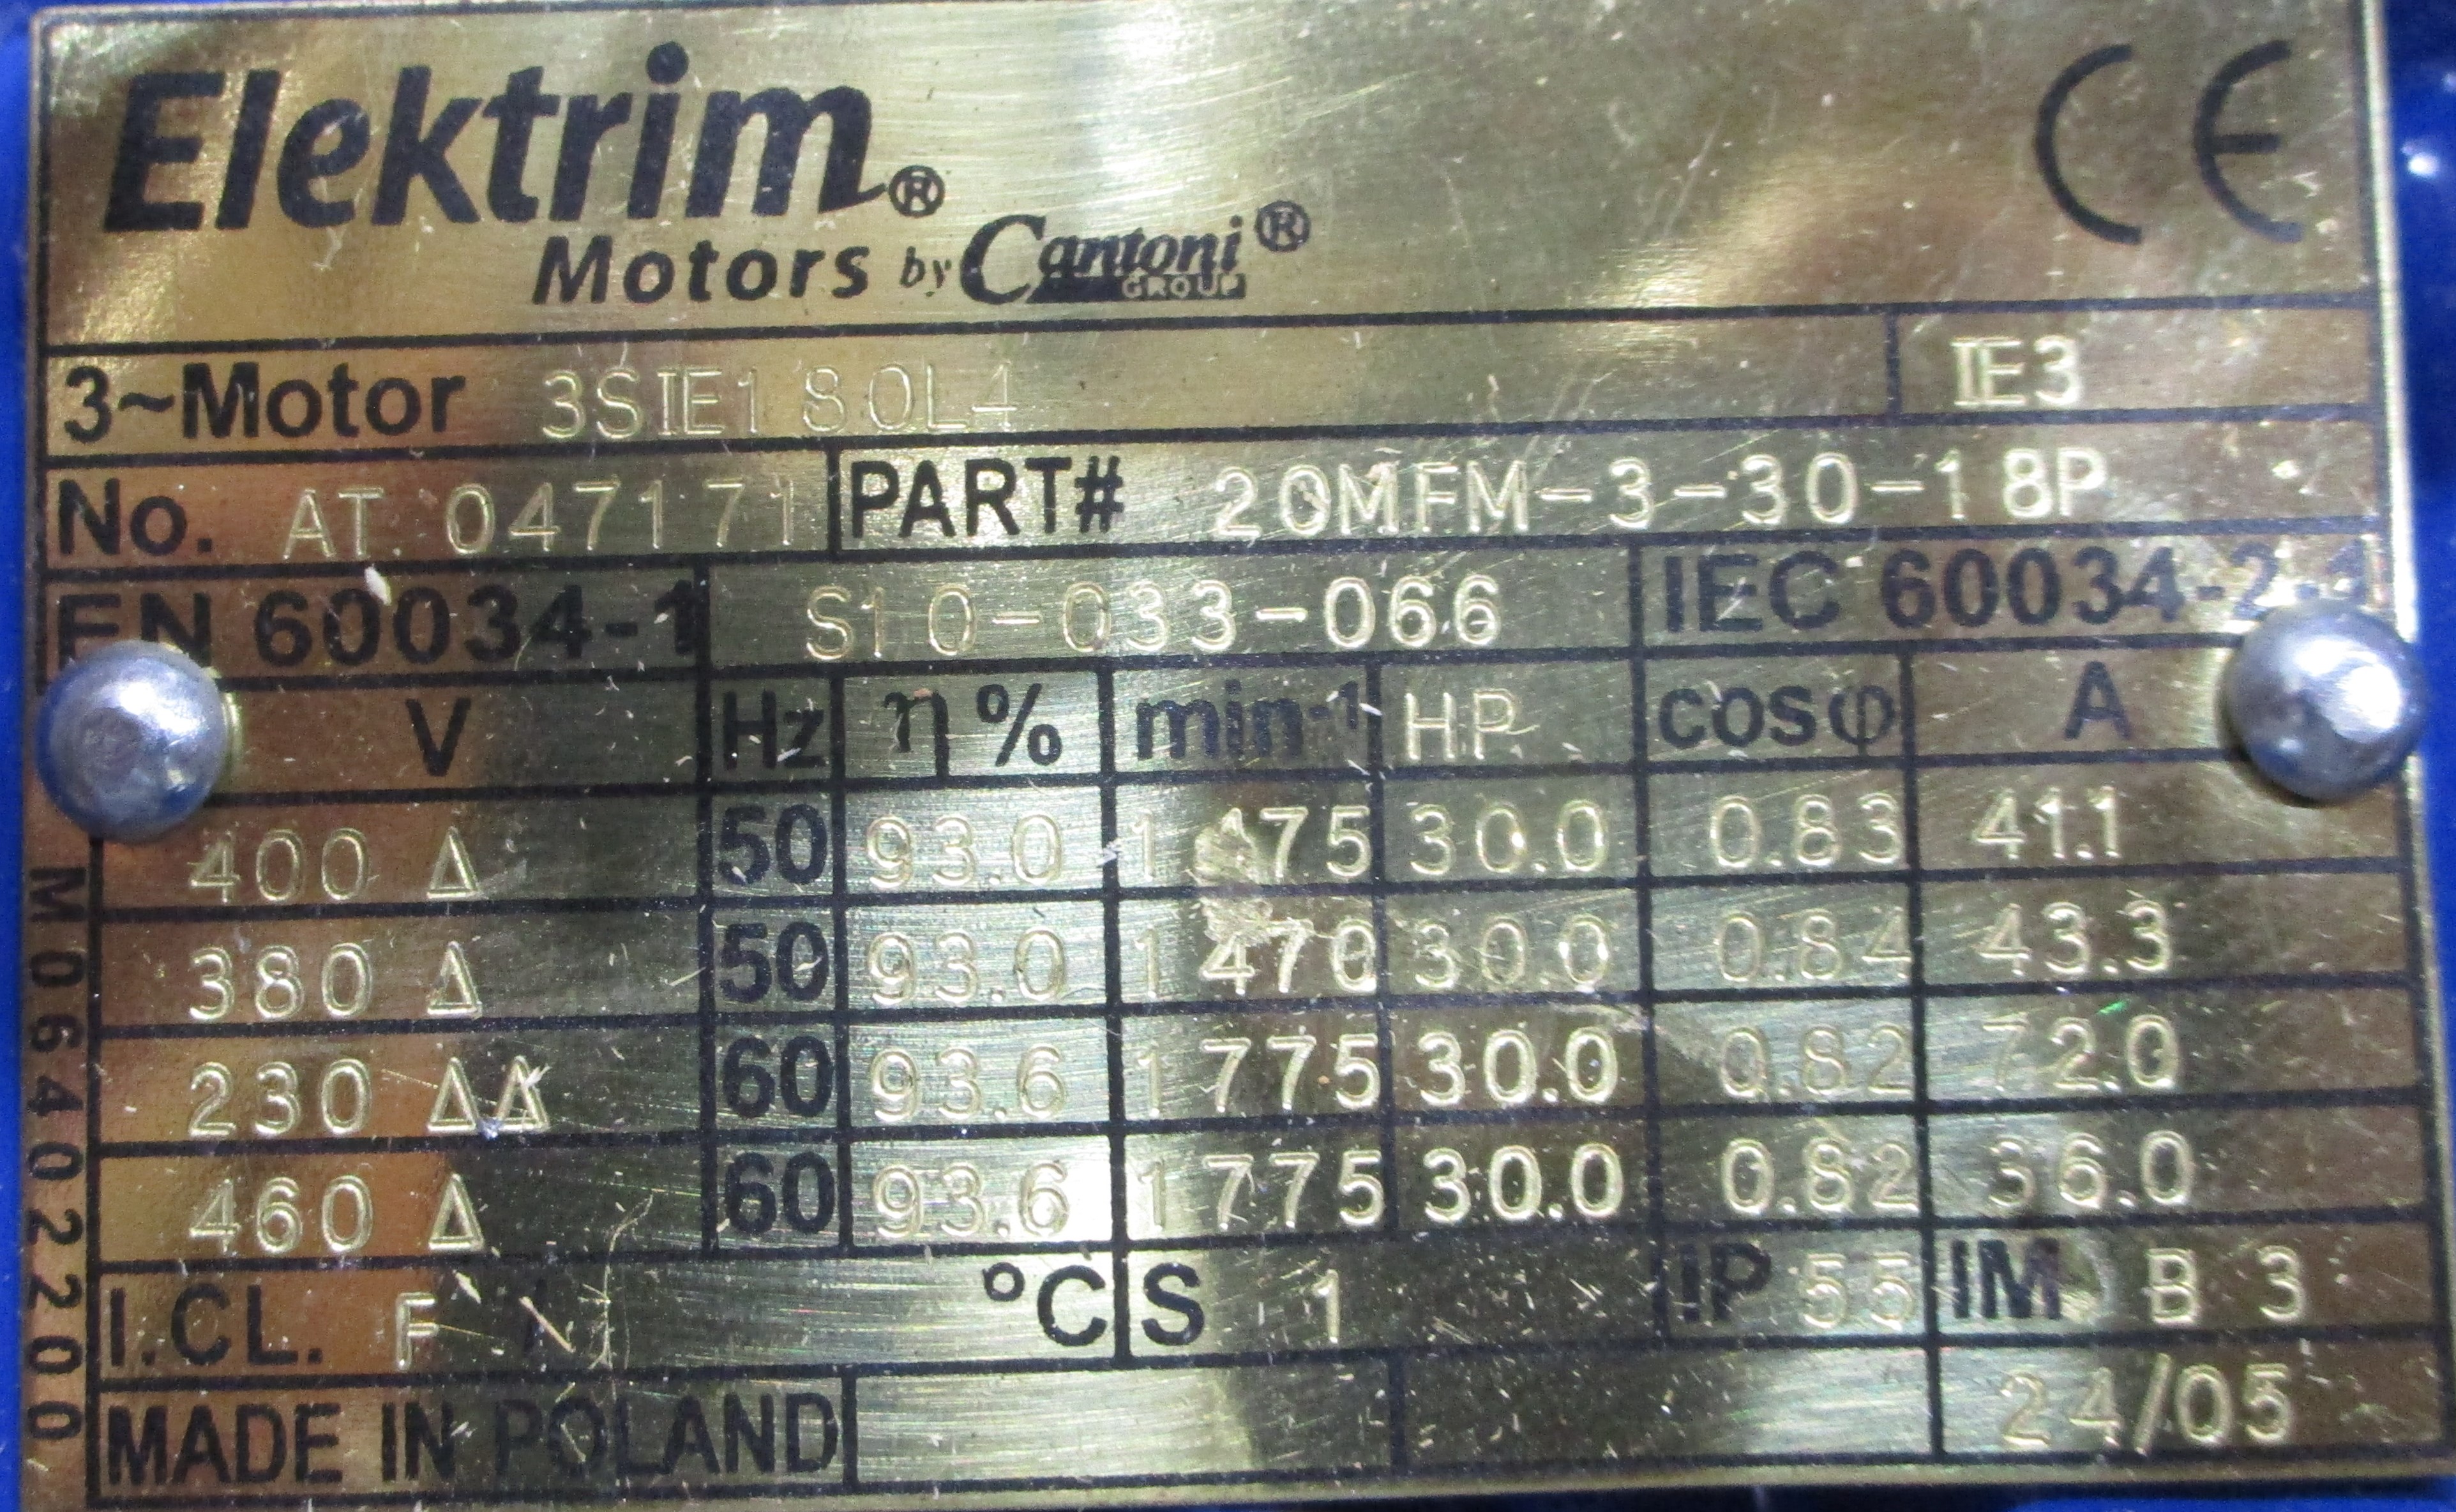 Elektrim®
Motors by Cantoni®
GROUP
CE
3~Motor 3SIE180L4 IE3
No. AT 047171 PART# 20MFM-3-30-18P
EN 60034-1 S10-033-066 IEC 60034-2-1
V Hz η% min-1 HP cosφ A
400 Δ 50 93.0 1475 30.0 0.83 41.1
380 Δ 50 93.0 1470 30.0 0.84 43.3
230 ΔΔ 60 93.6 1775 30.0 0.82 72.0
460 Δ 60 93.6 1775 30.0 0.82 36.0
I.CL. F °C S 1 IP 55 IM B 3
MADE IN POLAND 24/05
M064022200